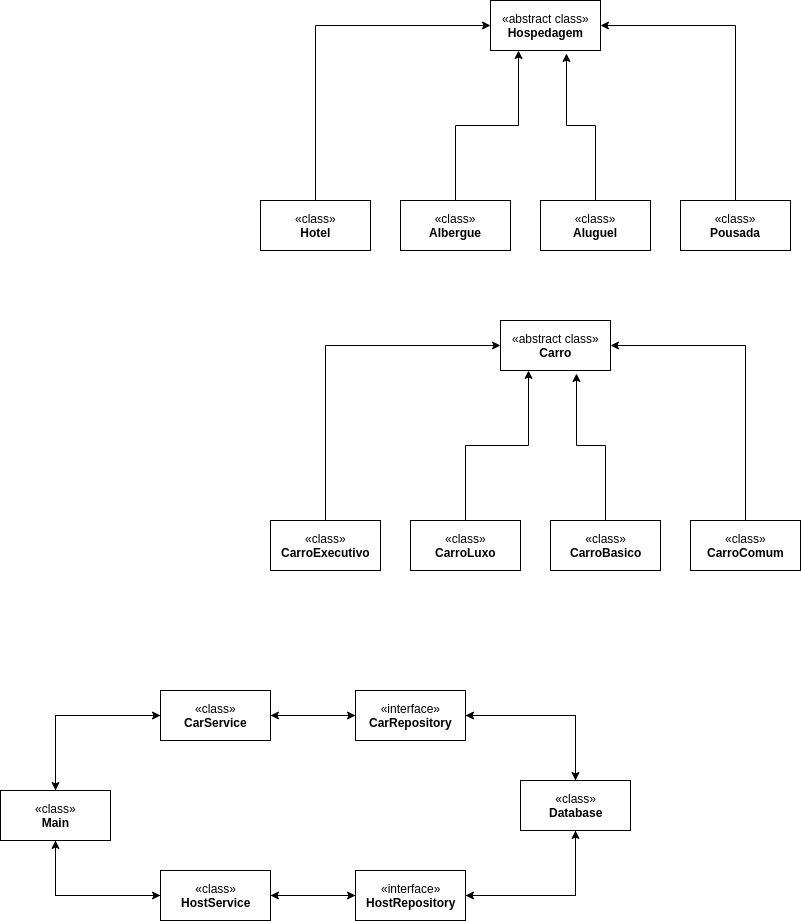 «abstract class»
Hospedagem
«class»
Hotel
«class»
Albergue
«class»
Aluguel
«class»
Pousada
«abstract class»
Carro
«class»
CarroExecutivo
«class»
CarroLuxo
«class»
CarroBasico
«class»
CarroComum
«class»
CarService
«interface»
CarRepository
«class»
Main
«class»
Database
«class»
HostService
«interface»
HostRepository